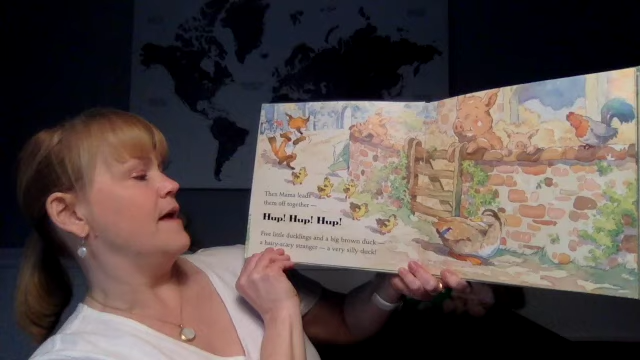 Then Mama leads
them off together —
Hup! Hup! Hup!
Five little ducklings and a big brown duck —
a hairy-scary stranger — a very silly duck!